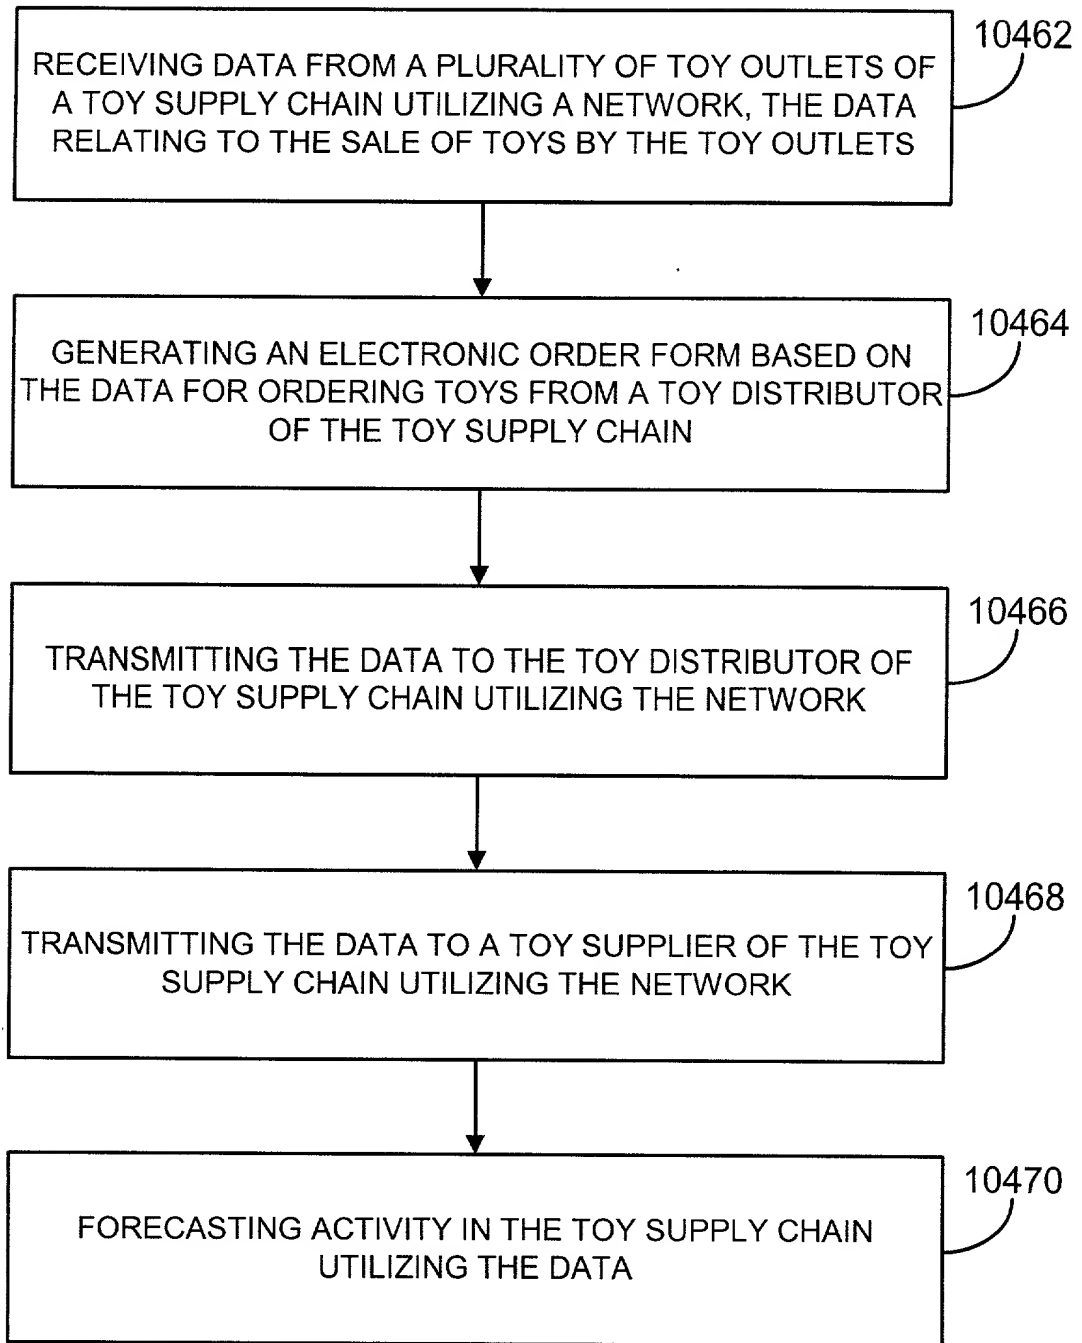 10462
RECEIVING DATA FROM A PLURALITY OF TOY OUTLETS OF
A TOY SUPPLY CHAIN UTILIZING A NETWORK, THE DATA
RELATING TO THE SALE OF TOYS BY THE TOY OUTLETS
10464
GENERATING AN ELECTRONIC ORDER FORM BASED ON
THE DATA FOR ORDERING TOYS FROM A TOY DISTRIBUTOR
OF THE TOY SUPPLY CHAIN
10466
TRANSMITTING THE DATA TO THE TOY DISTRIBUTOR OF
THE TOY SUPPLY CHAIN UTILIZING THE NETWORK
10468
TRANSMITTING THE DATA TO A TOY SUPPLIER OF THE TOY
SUPPLY CHAIN UTILIZING THE NETWORK
10470
FORECASTING ACTIVITY IN THE TOY SUPPLY CHAIN
UTILIZING THE DATA